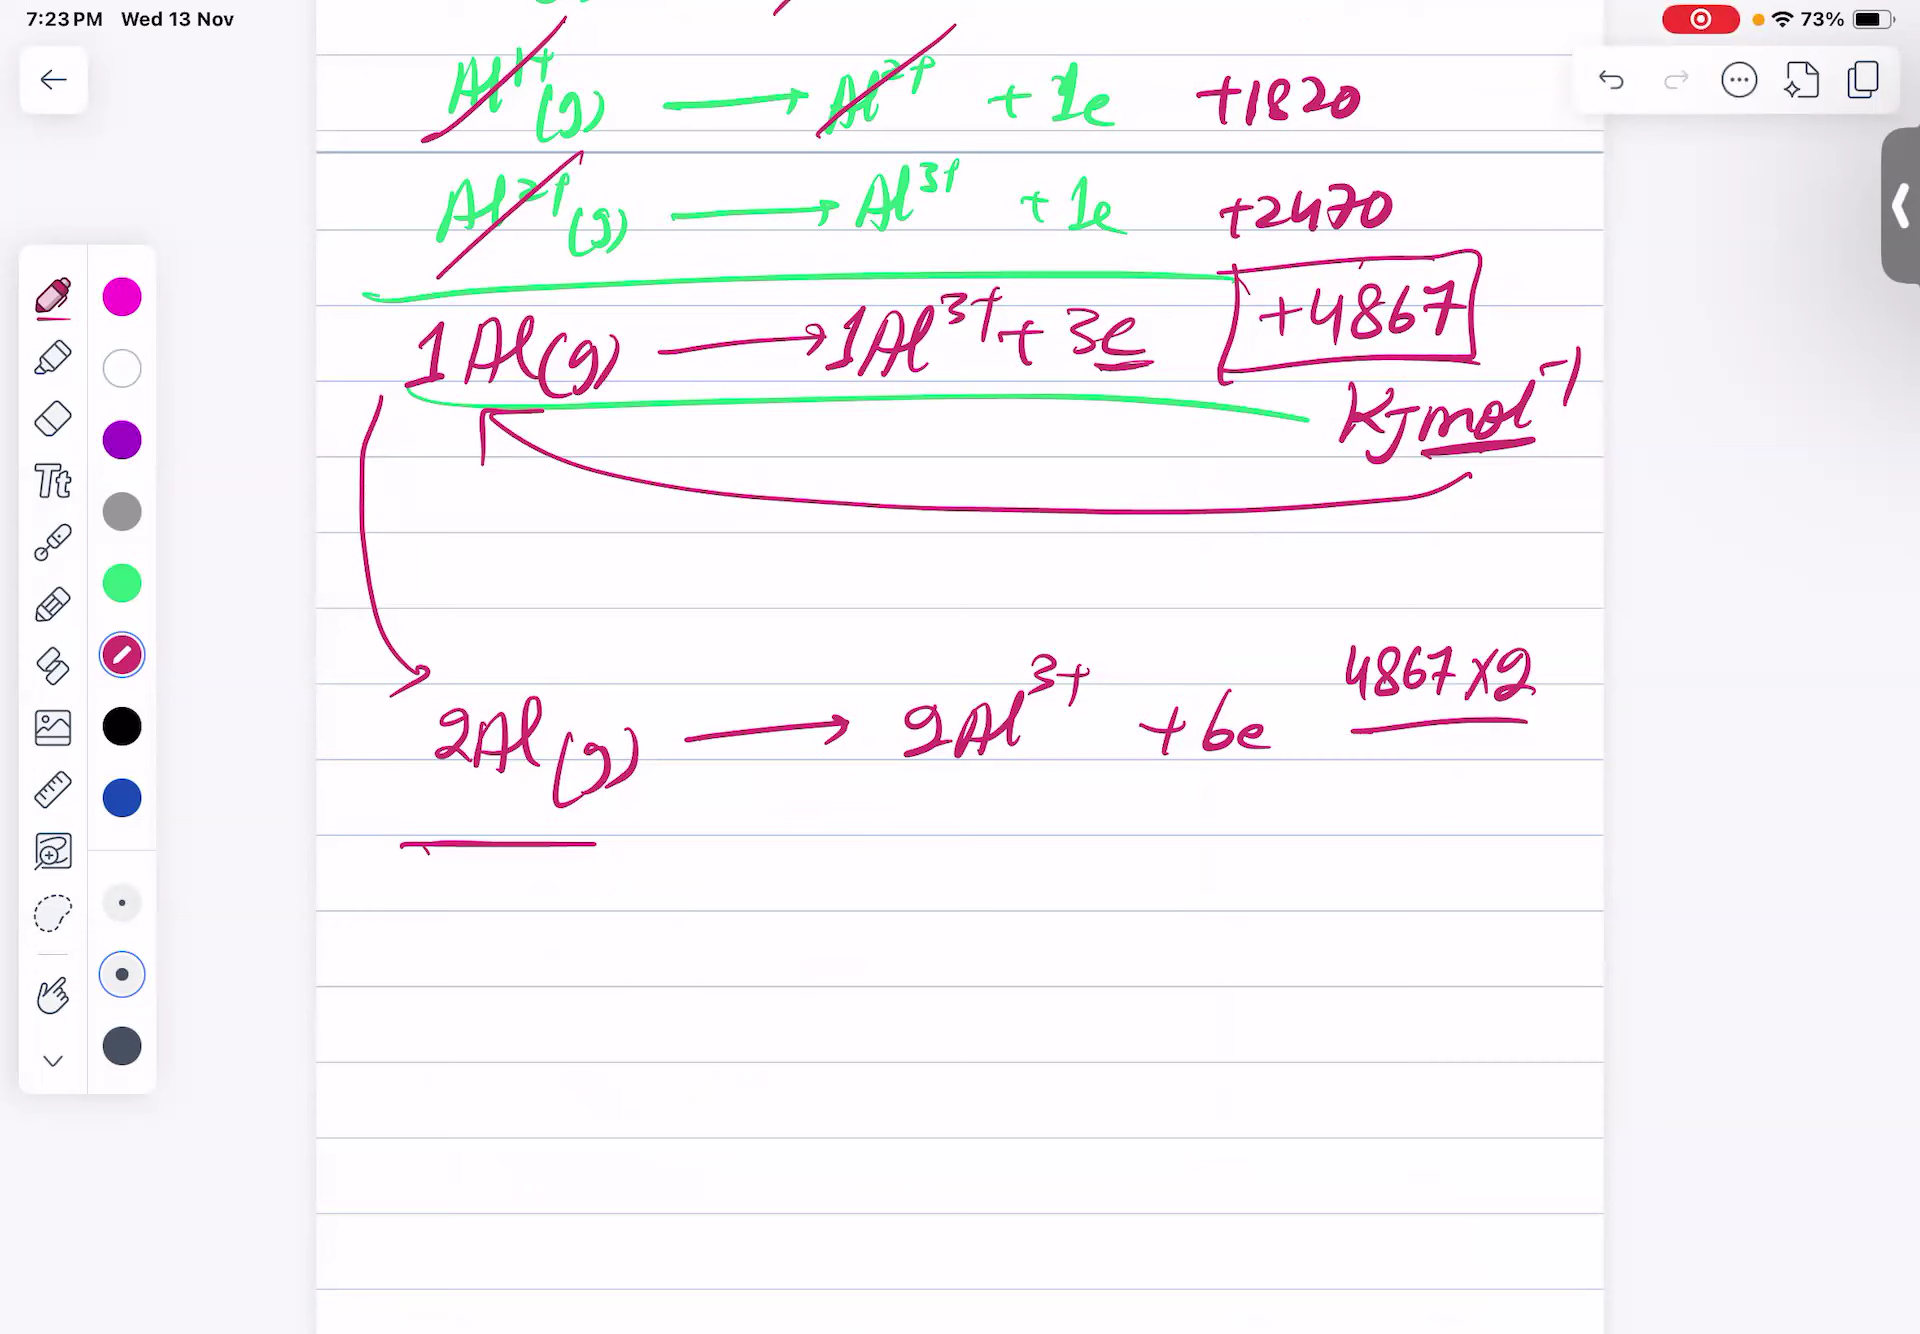 7:23 PM Wed 13 Nov
73%
Al1+(g) → Al2+ + 1e +1820
Al2+(g) → Al3+ + 1e +2470
1Al(g) → 1Al3+ + 3e +4867
KJmol-1
4867 x 2
2Al(g) → 2Al3+ + 6e
Tt